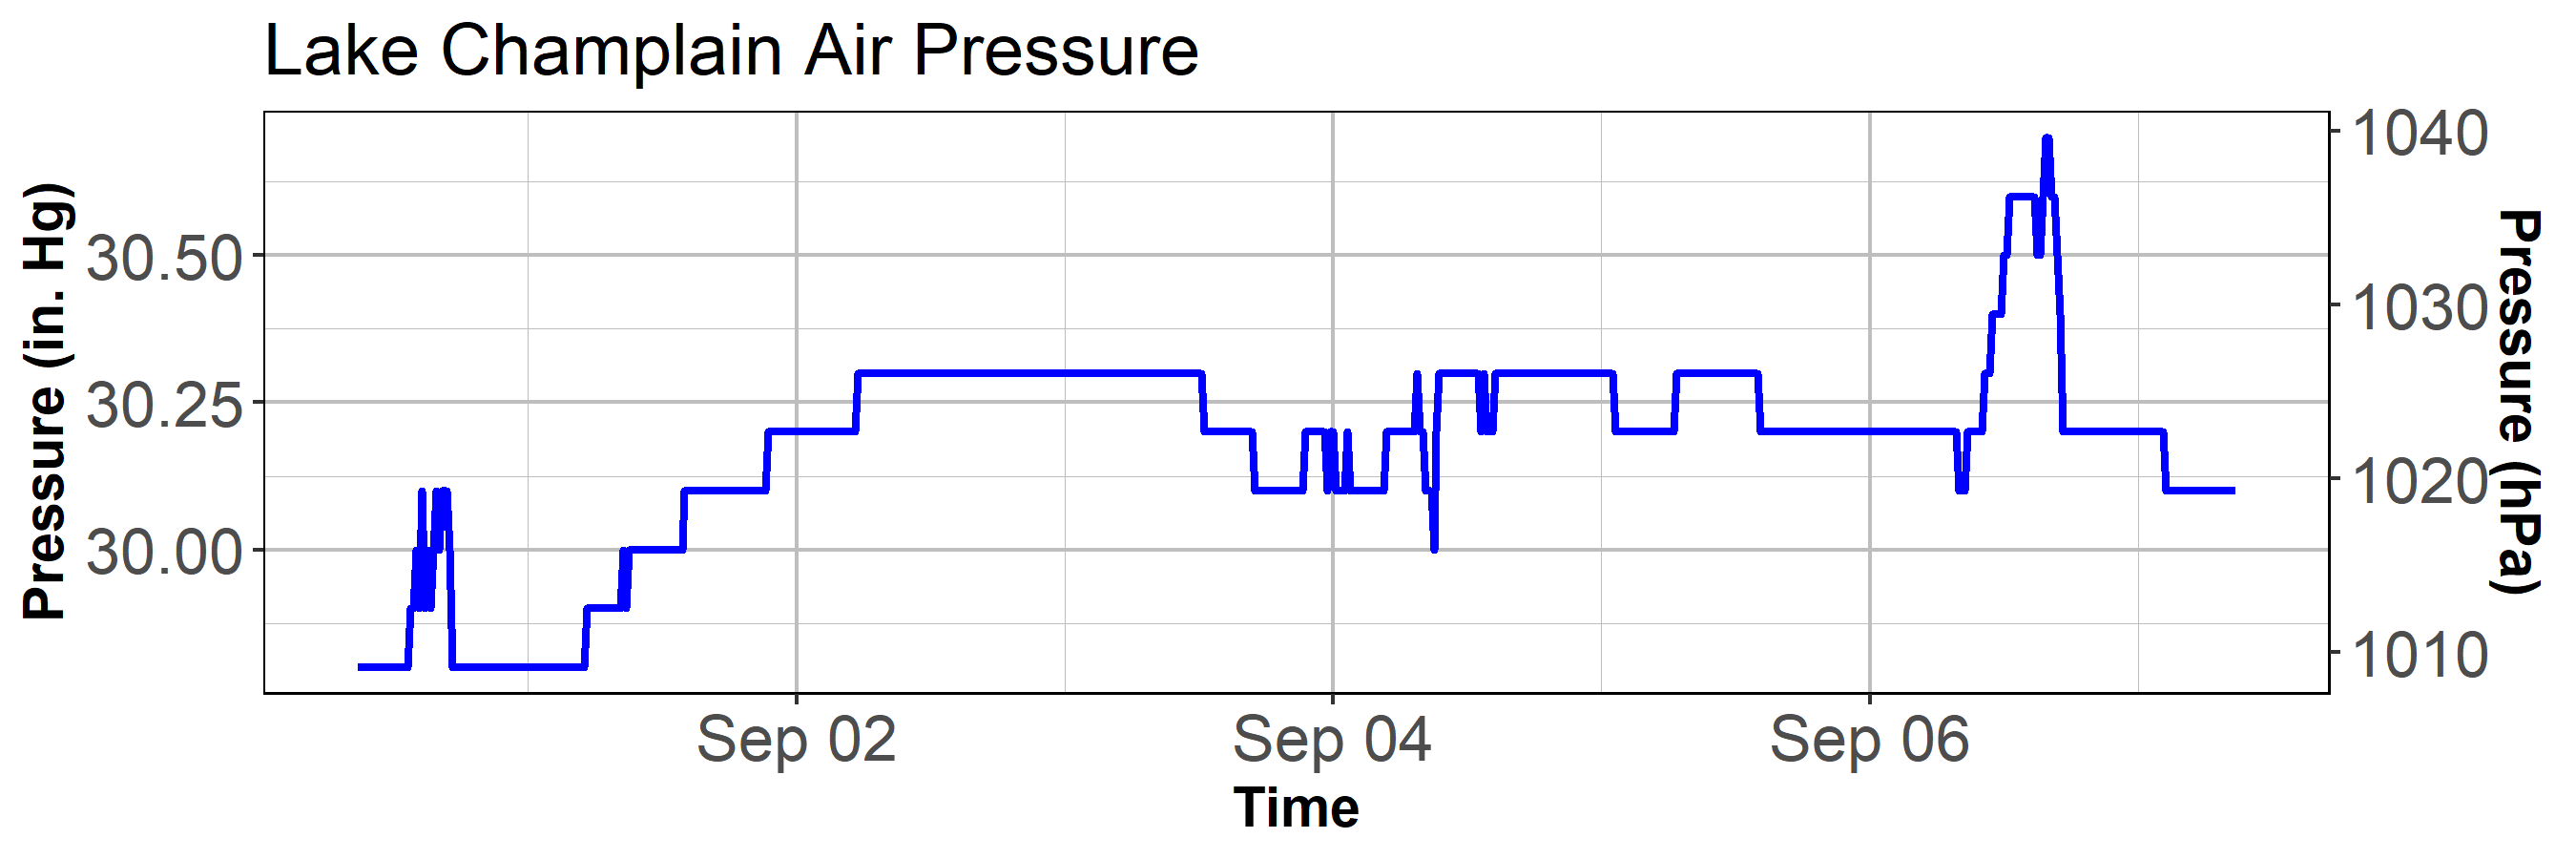 Lake Champlain Air Pressure
Pressure (in. Hg)
30.50
30.25
30.00
1040
1030
1020
1010
Pressure (hPa)
Sep 02 Sep 04 Sep 06
Time